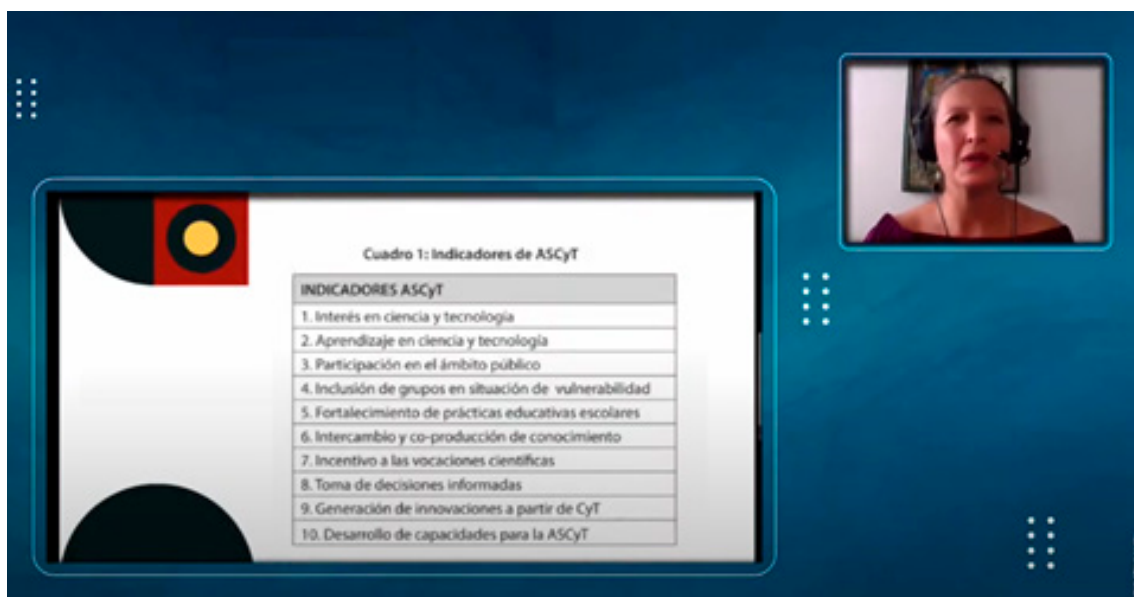 Cuadro 1: Indicadores de ASCyT
INDICADORES ASCyT
1. Interés en ciencia y tecnología
2. Aprendizaje en ciencia y tecnología
3. Participación en el ámbito público
4. Inclusión de grupos en situación de vulnerabilidad
5. Fortalecimiento de prácticas educativas escolares
6. Intercambio y co-producción de conocimiento
7. Incentivo a las vocaciones científicas
8. Toma de decisiones informadas
9. Generación de innovaciones a partir de CyT
10. Desarrollo de capacidades para la ASCyT